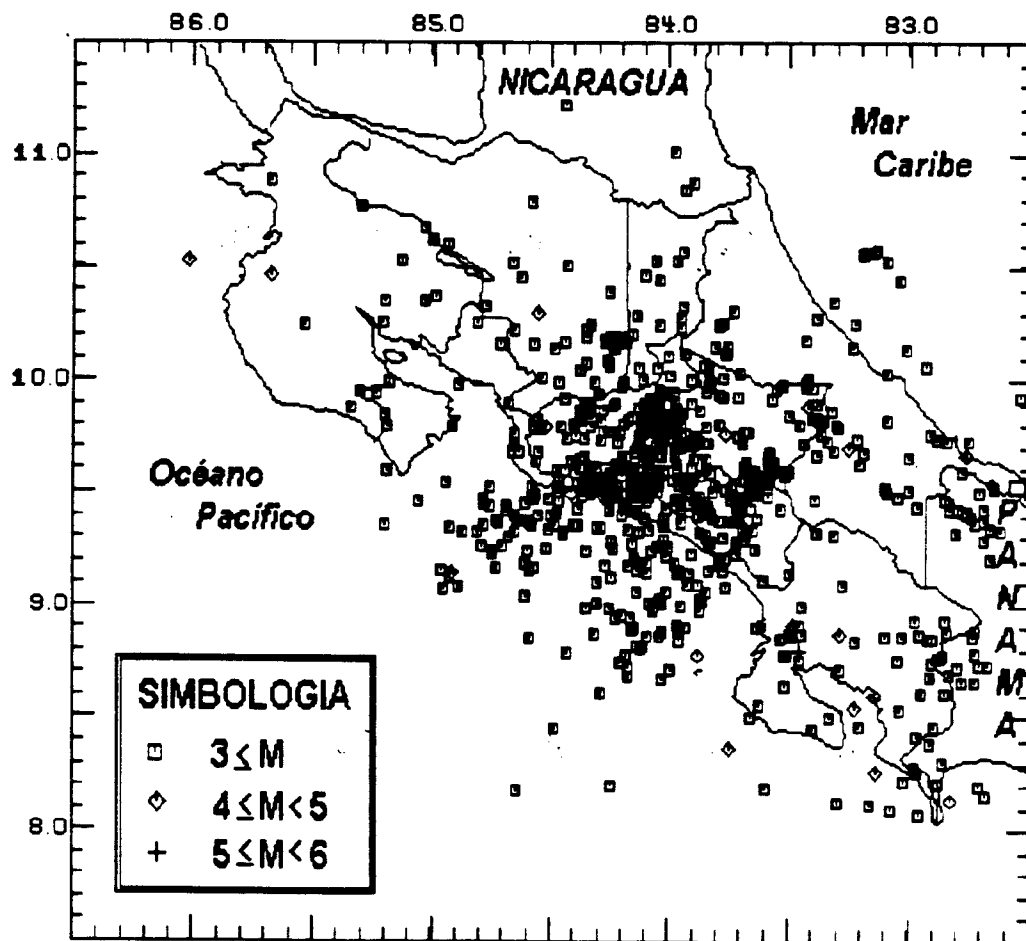 86.0 85.0 84.0 83.0
NICARAGUA
Mar
Caribe
11.0
10.0
Océano
Pacífico
P
A
N
A
M
A
9.0
SIMBOLOGIA
3≤M
4≤M<5
5≤M<6
8.0